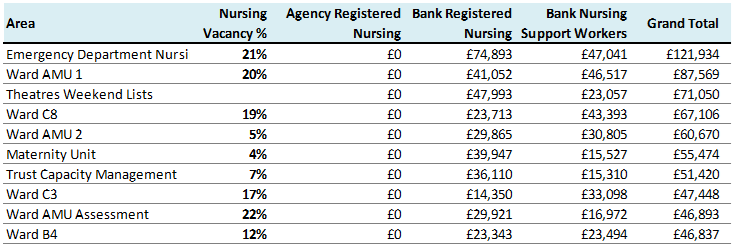 Area Nursing Vacancy % Agency Registered Nursing Bank Registered Nursing Bank Nursing Support Workers Grand Total
Emergency Department Nursi 21% £0 £74,893 £47,041 £121,934
Ward AMU 1 20% £0 £41,052 £46,517 £87,569
Theatres Weekend Lists £0 £47,993 £23,057 £71,050
Ward C8 19% £0 £23,713 £43,393 £67,106
Ward AMU 2 5% £0 £29,865 £30,805 £60,670
Maternity Unit 4% £0 £39,947 £15,527 £55,474
Trust Capacity Management 7% £0 £36,110 £15,310 £51,420
Ward C3 17% £0 £14,350 £33,098 £47,448
Ward AMU Assessment 22% £0 £29,921 £16,972 £46,893
Ward B4 12% £0 £23,343 £23,494 £46,837